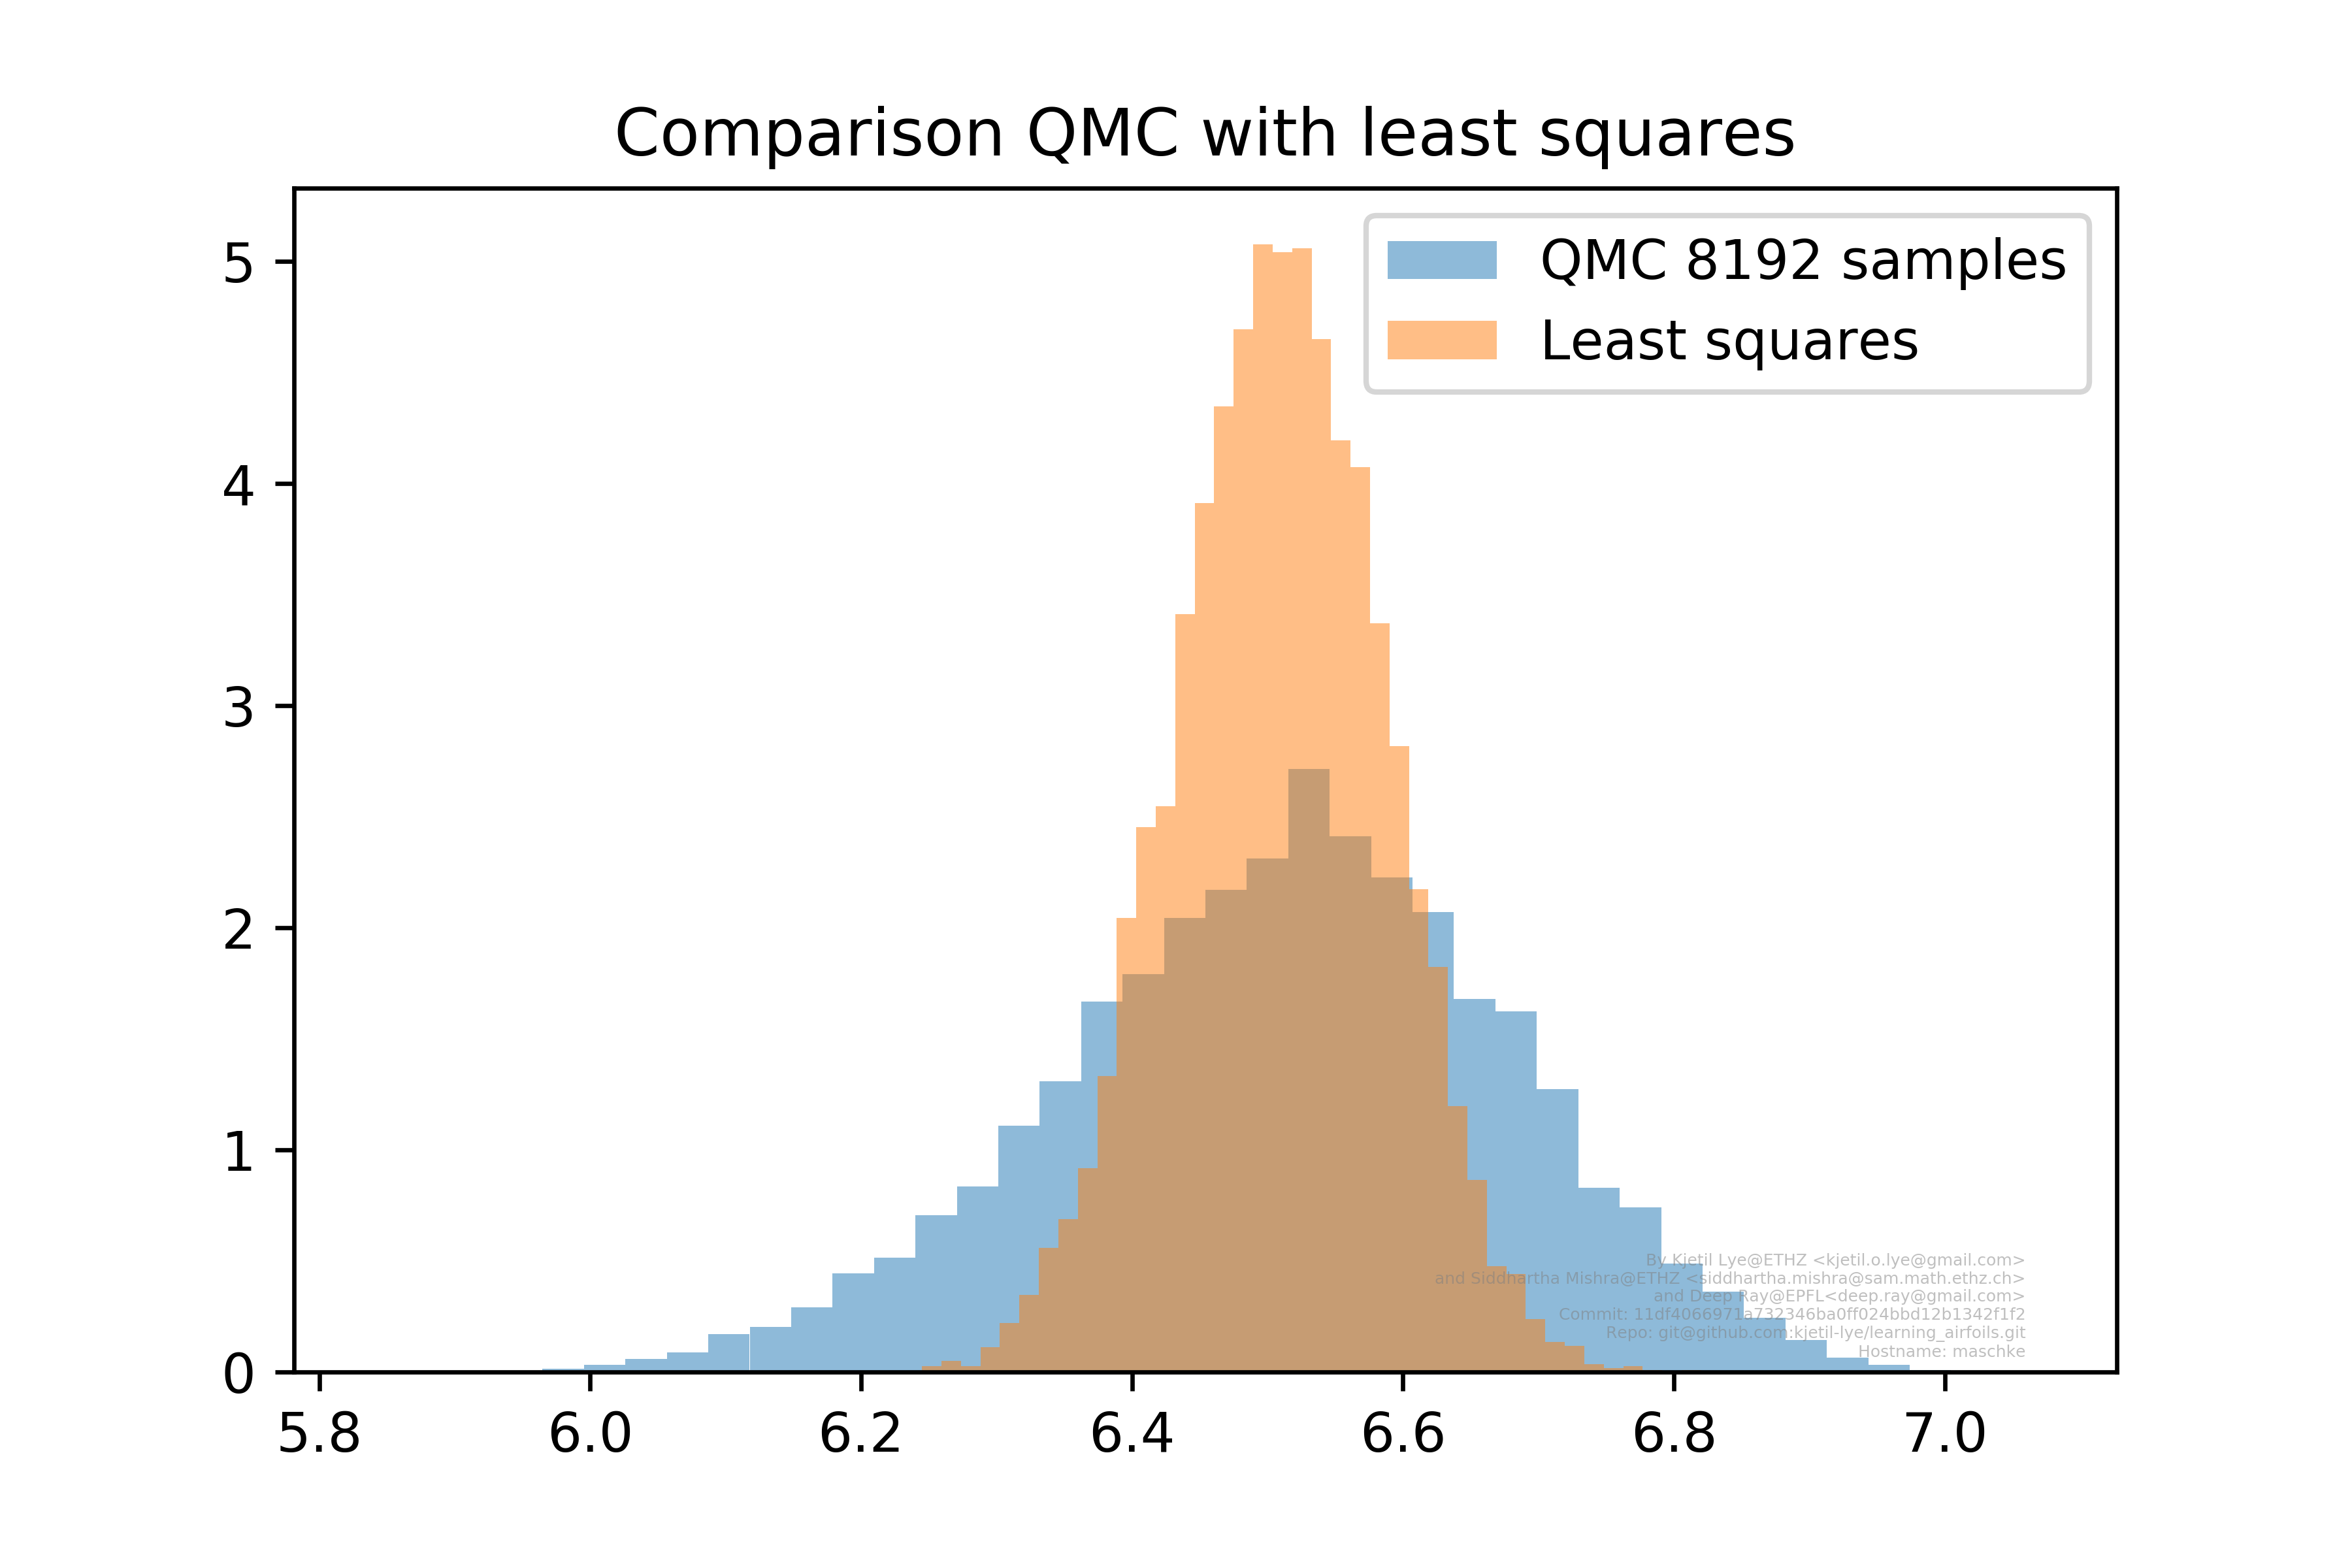 Comparison QMC with least squares
QMC 8192 samples
Least squares
5
4
3
2
1
0
5.8 6.0 6.2 6.4 6.6 6.8 7.0
By Kjetil Lye@ETHZ <kjetil.o.lye@gmail.com>
and Siddhartha Mishra@ETHZ <siddhartha.mishra@sam.math.ethz.ch>
and Deep Ray@EPFL<deep.ray@gmail.com>
Commit: 11df4066971a732346ba0ff024bbd12b1342f1f2
Repo: git@github.com:kjetil-lye/learning_airfoils.git
Hostname: maschke